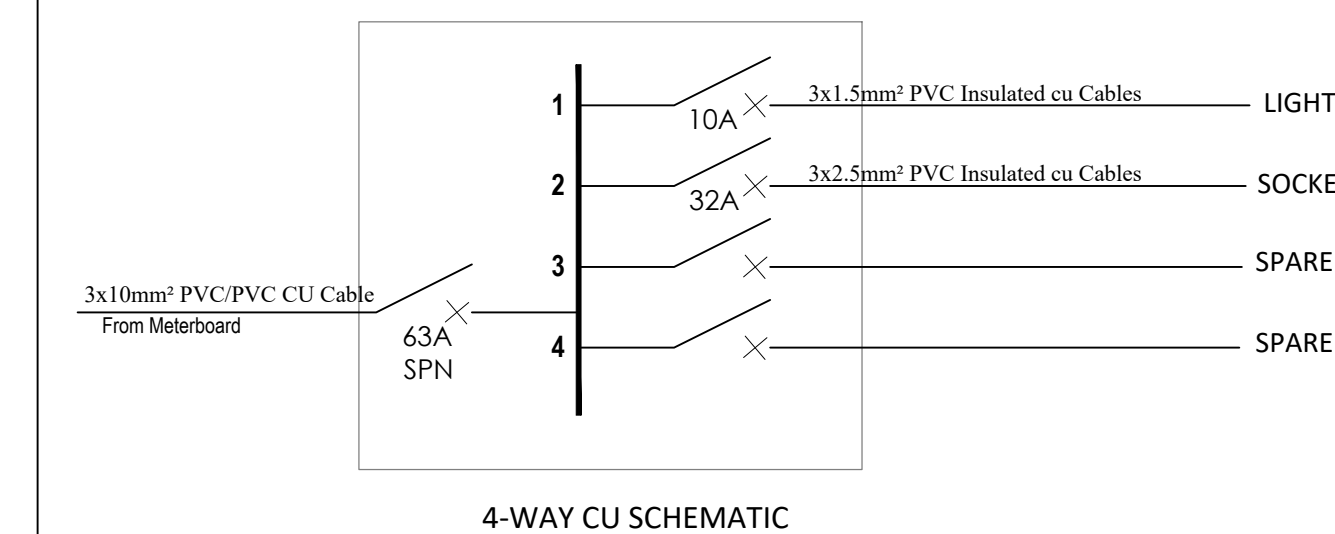 1
10A
3x1.5mm² PVC Insulated cu Cables
LIGHT
2
32A
3x2.5mm² PVC Insulated cu Cables
SOCKE
3
SPARE
3x10mm² PVC/PVC CU Cable
From Meterboard
63A
SPN
4
SPARE
4-WAY CU SCHEMATIC